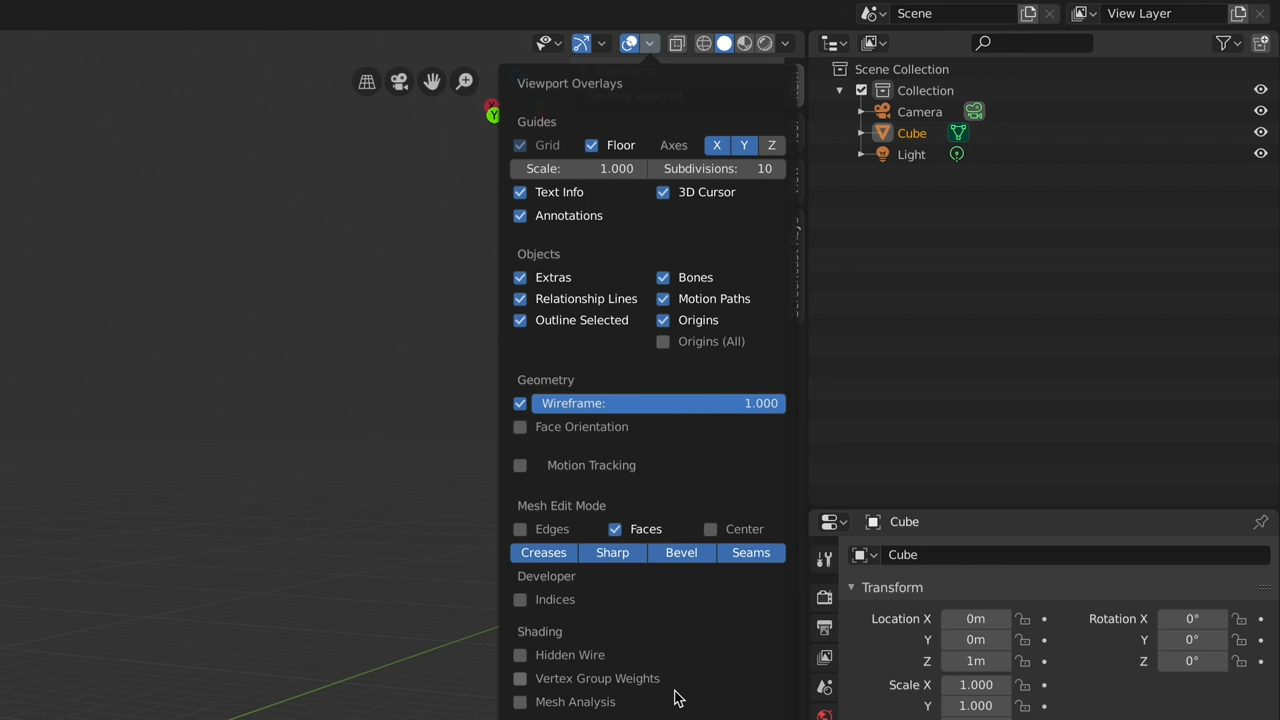 Scene
View Layer
Viewport Overlays
Guides
Grid
Floor
Axes
X
Y
Z
Scale: 1.000
Subdivisions: 10
Text Info
3D Cursor
Annotations
Objects
Extras
Bones
Relationship Lines
Motion Paths
Outline Selected
Origins
Origins (All)
Geometry
Wireframe: 1.000
Face Orientation
Motion Tracking
Mesh Edit Mode
Edges
Faces
Center
Creases
Sharp
Bevel
Seams
Developer
Indices
Shading
Hidden Wire
Vertex Group Weights
Mesh Analysis
Scene Collection
Collection
Camera
Cube
Light
Cube
Cube
Transform
Location X 0m
Rotation X 0°
Y 0m
Y 0°
Z 1m
Z 0°
Scale X 1.000
Y 1.000
Transform
Y